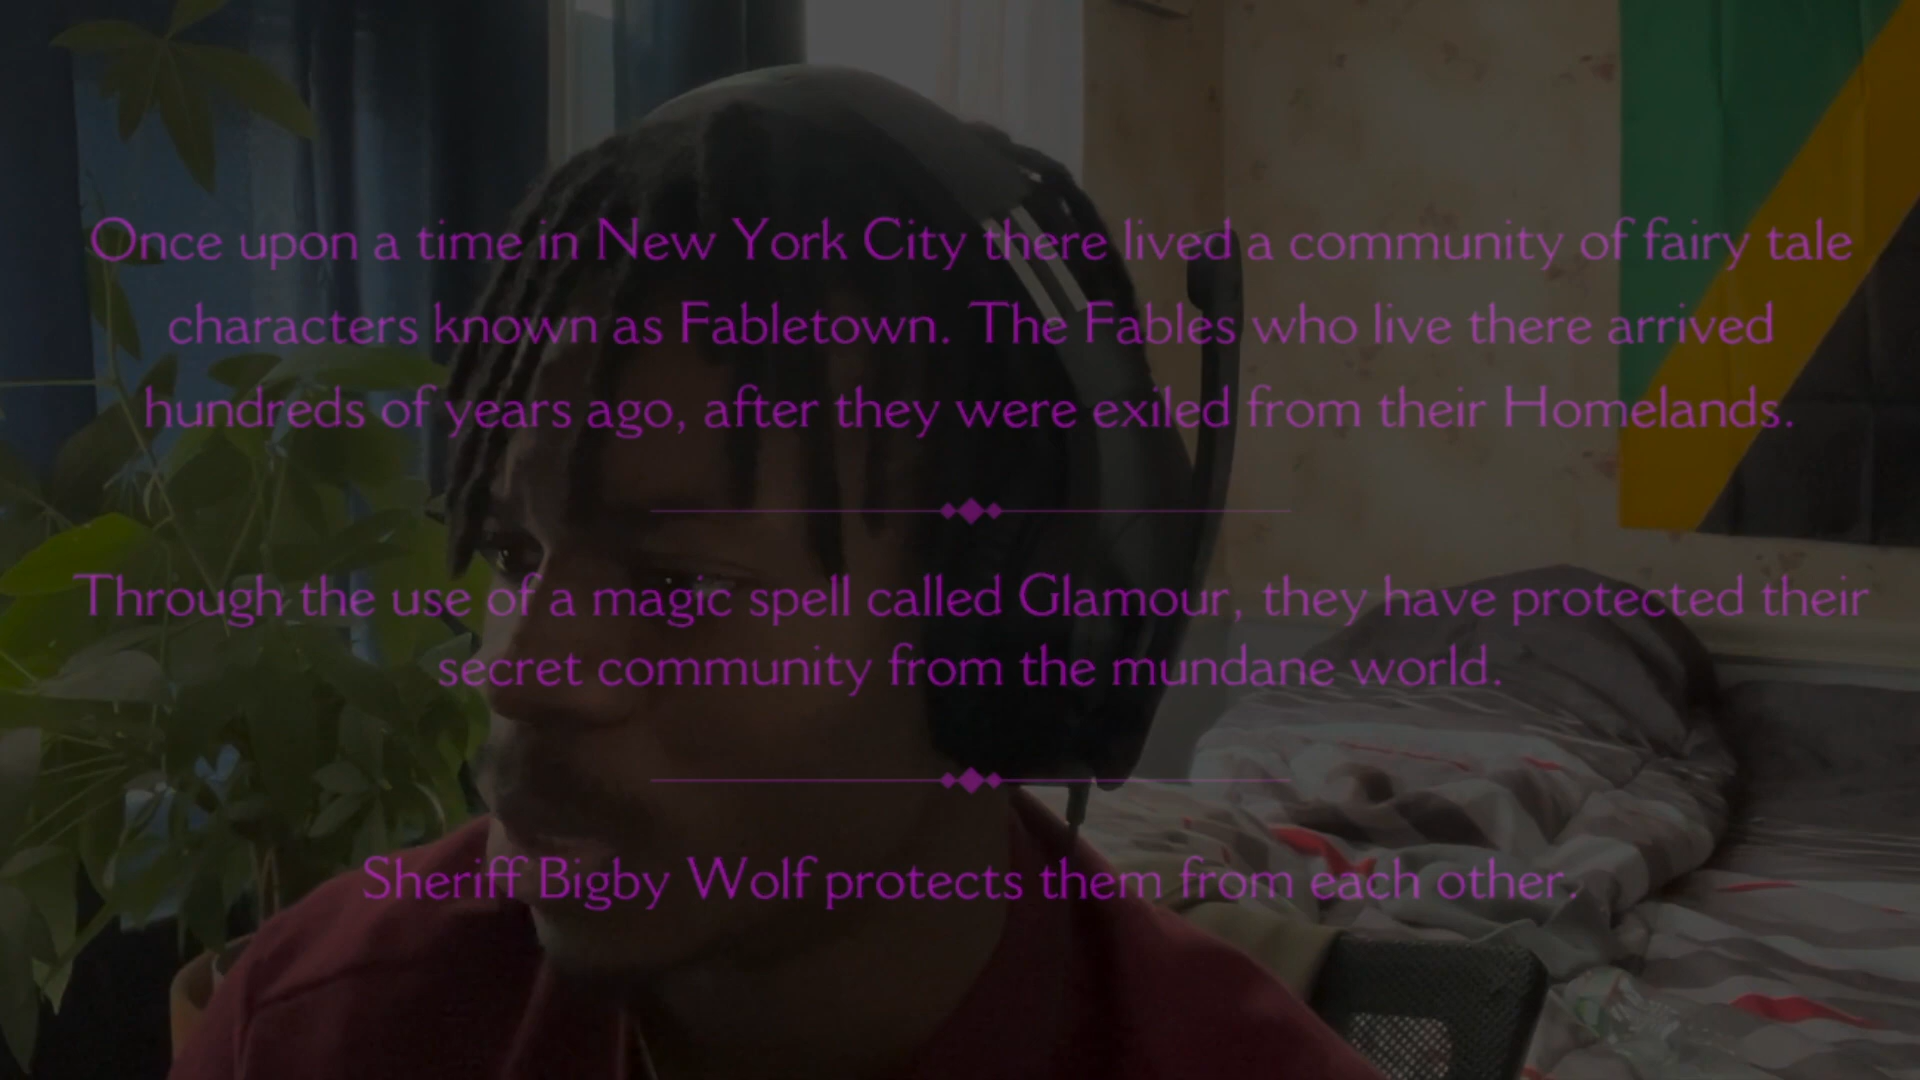 Once upon a time in New York City there lived a community of fairy tale
characters known as Fabletown. The Fables who live there arrived
hundreds of years ago, after they were exiled from their Homelands.
Through the use of a magic spell called Glamour, they have protected their
secret community from the mundane world.
Sheriff Bigby Wolf protects them from each other.